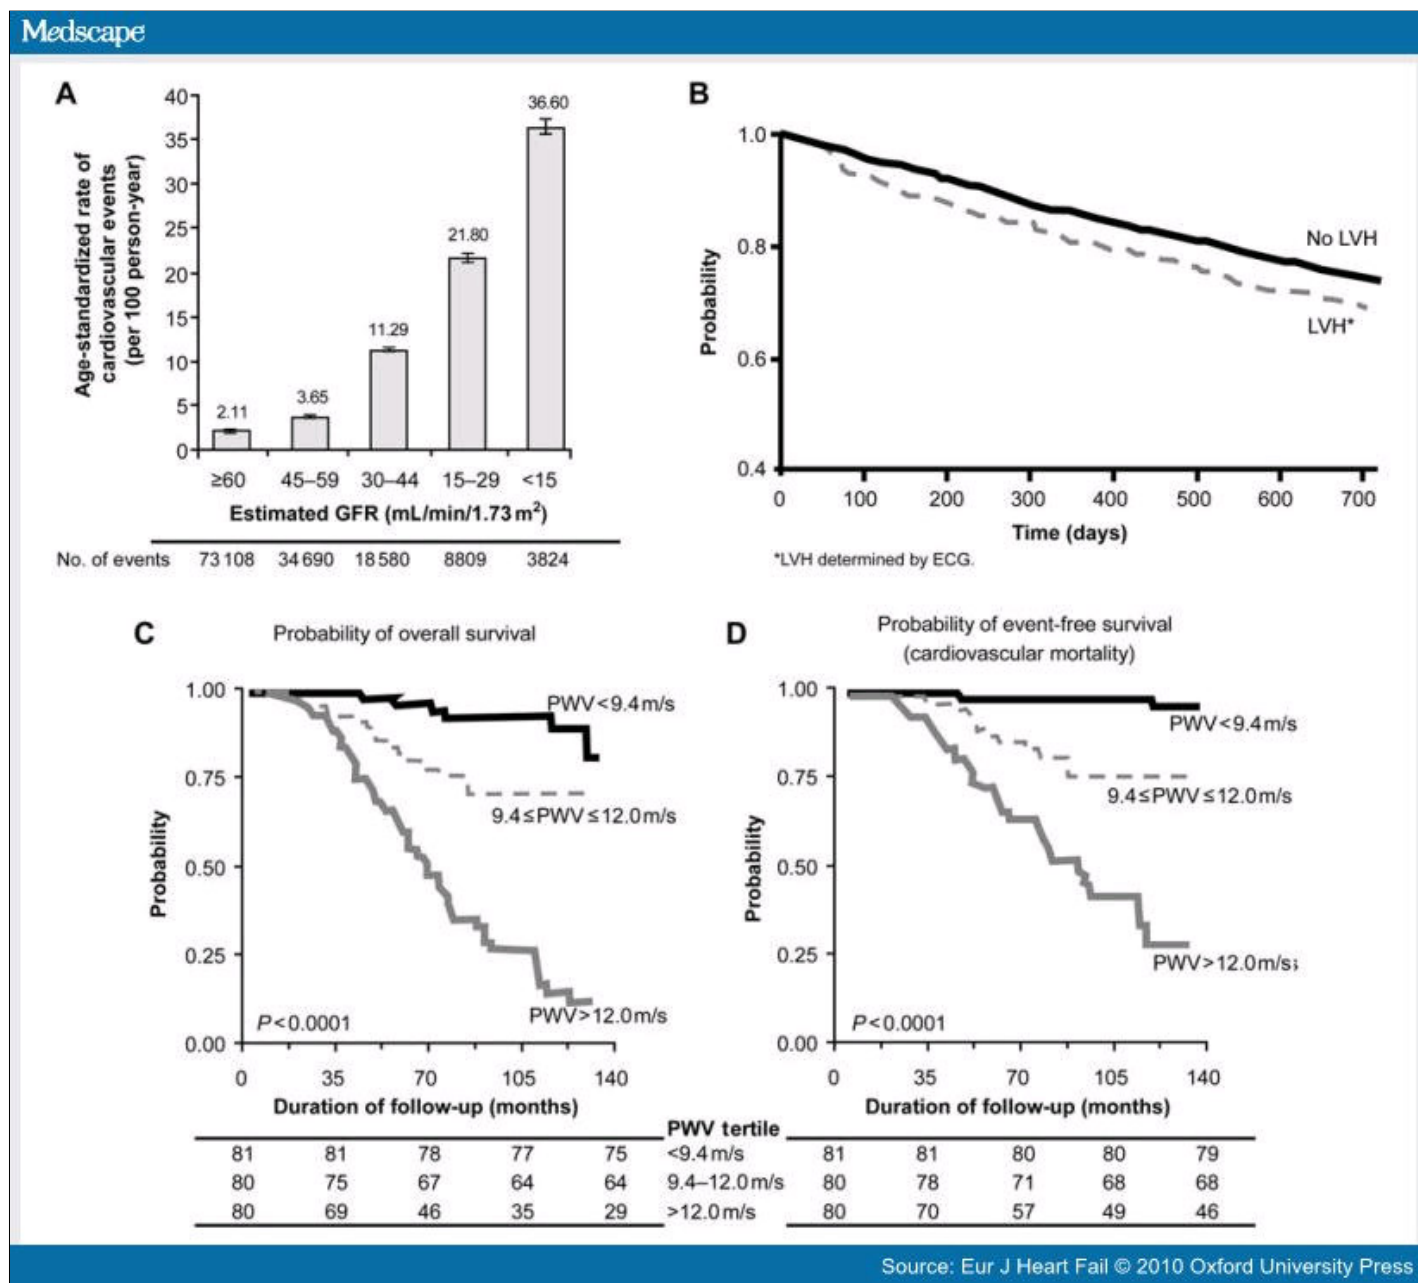 Medscape
A
Age-standardized rate of
cardiovascular events
(per 100 person-year)
40
35
30
25
20
15
10
5
0
2.11
3.65
11.29
21.80
36.60
≥60 45–59 30–44 15–29 <15
Estimated GFR (mL/min/1.73 m²)
No. of events 73 108 34 690 18 580 8809 3824
B
Probability
1.0
0.8
0.6
0.4
No LVH
LVH*
0 100 200 300 400 500 600 700
Time (days)
*LVH determined by ECG.
C
Probability of overall survival
Probability
1.00
0.75
0.50
0.25
0.00
PWV<9.4 m/s
9.4≤PWV≤12.0 m/s
PWV>12.0 m/s
P<0.0001
0 35 70 105 140
Duration of follow-up (months)
D
Probability of event-free survival
(cardiovascular mortality)
Probability
1.00
0.75
0.50
0.25
0.00
PWV<9.4 m/s
9.4≤PWV≤12.0 m/s
PWV>12.0 m/s;
P<0.0001
0 35 70 105 140
Duration of follow-up (months)
PWV tertile
81 81 78 77 75 <9.4 m/s 81 81 80 80 79
80 75 67 64 64 9.4–12.0 m/s 80 78 71 68 68
80 69 46 35 29 >12.0 m/s 80 70 57 49 46
Source: Eur J Heart Fail © 2010 Oxford University Press